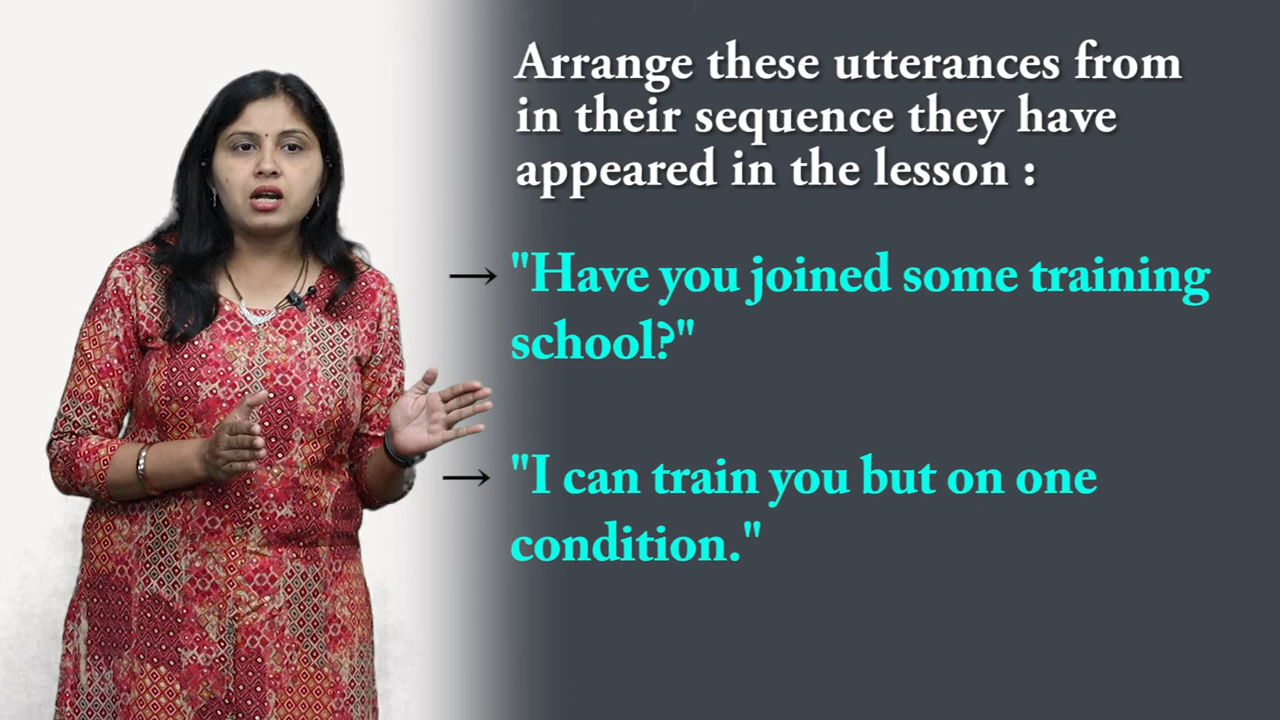 Arrange these utterances from
in their sequence they have
appeared in the lesson :
→ "Have you joined some training
school?"
→ "I can train you but on one
condition."